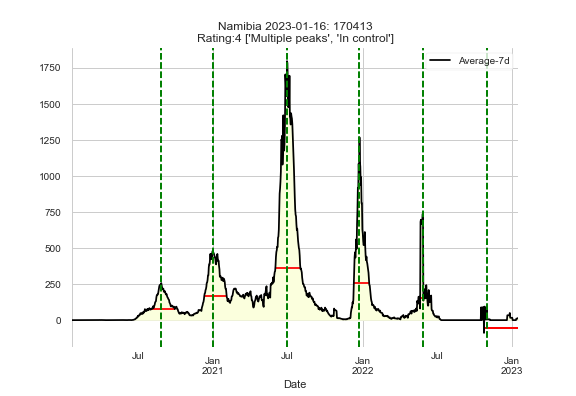 Namibia 2023-01-16: 170413
Rating:4 ['Multiple peaks', 'In control']
Average-7d
1750
1500
1250
1000
750
500
250
0
Jul
Jan
2021
Jul
Jan
2022
Jul
Jan
2023
Date